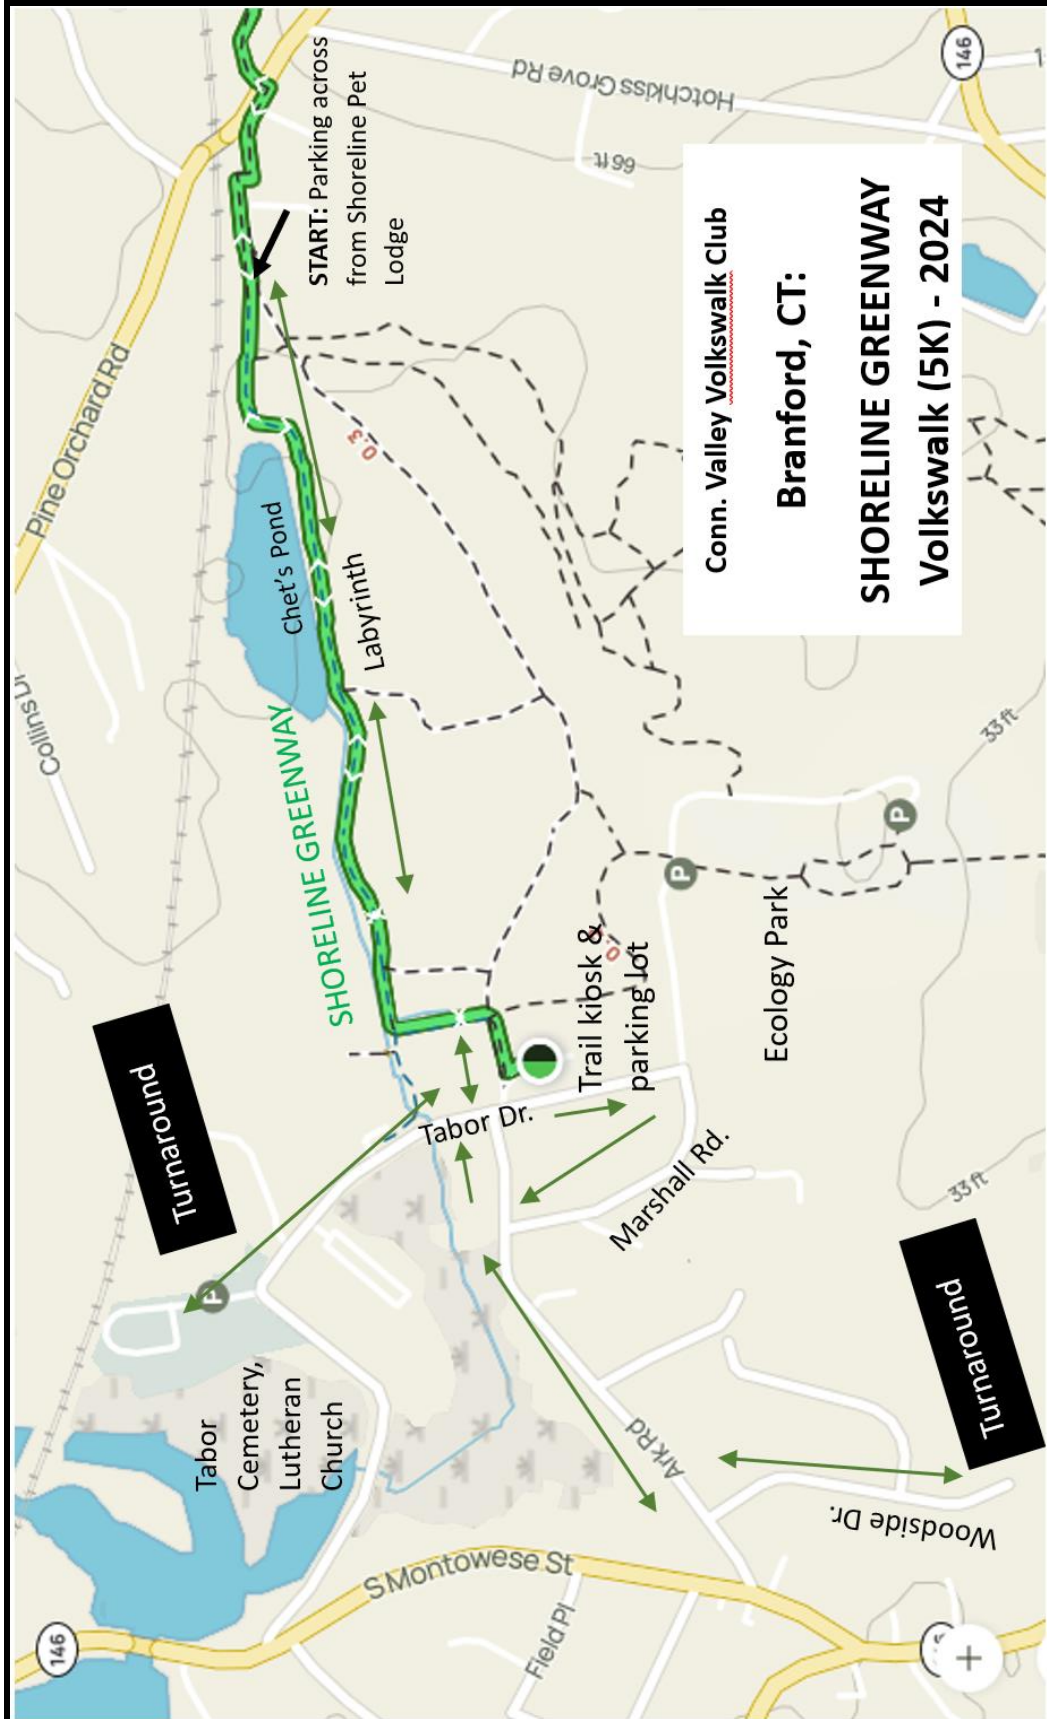 146
Hotchkiss Grove Rd
66 ft
Pine Orchard Rd
START: Parking across
from Shoreline Pet
Lodge
Conn. Valley Volkswalk Club
Branford, CT:
SHORELINE GREENWAY
Volkswalk (5K) - 2024
0.3
Chet's Pond
Labyrinth
Collins Dr
SHORELINE GREENWAY
33 ft
P
P
Ecology Park
Trail kiosk &
parking lot
Turnaround
Tabor Dr.
Marshall Rd.
33 ft
P
Tabor
Cemetery,
Lutheran
Church
Ark Rd
Turnaround
Woodside Dr.
S Montowese St
Field Pl
146
+